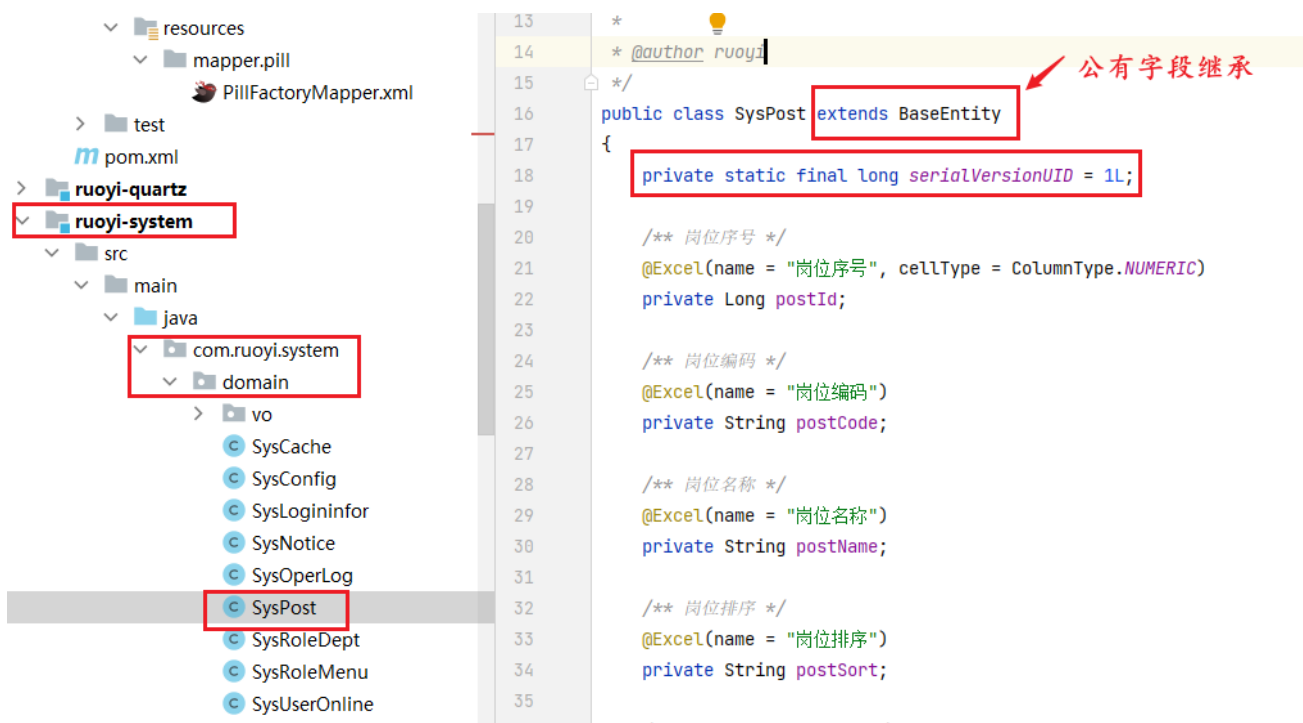 resources
mapper.pill
PillFactoryMapper.xml
test
pom.xml
ruoyi-quartz
ruoyi-system
src
main
java
com.ruoyi.system
domain
vo
SysCache
SysConfig
SysLogininfor
SysNotice
SysOperLog
SysPost
SysRoleDept
SysRoleMenu
SysUserOnline
13 *
14 * @author ruoyi
公有字段继承
15 */
16 public class SysPost extends BaseEntity
17 {
18 private static final long serialVersionUID = 1L;
19
20 /** 岗位序号 */
21 @Excel(name = "岗位序号", cellType = ColumnType.NUMERIC)
22 private Long postId;
23
24 /** 岗位编码 */
25 @Excel(name = "岗位编码")
26 private String postCode;
27
28 /** 岗位名称 */
29 @Excel(name = "岗位名称")
30 private String postName;
31
32 /** 岗位排序 */
33 @Excel(name = "岗位排序")
34 private String postSort;
35